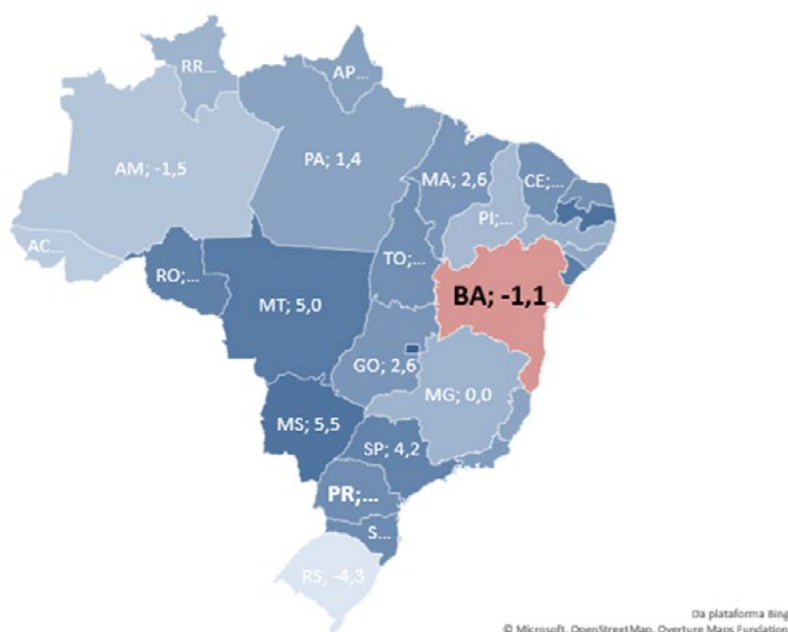 RR...
AP...
AM; -1,5
PA; 1,4
MA; 2,6
CE;...
PI;...
AC...
RO;...
TO;...
MT; 5,0
BA; -1,1
GO; 2,6
MG; 0,0
MS; 5,5
SP; 4,2
PR;...
S...
RS; -4,3
Da plataforma Bing
© Microsoft, OpenStreetMap, Overture Maps Fundation